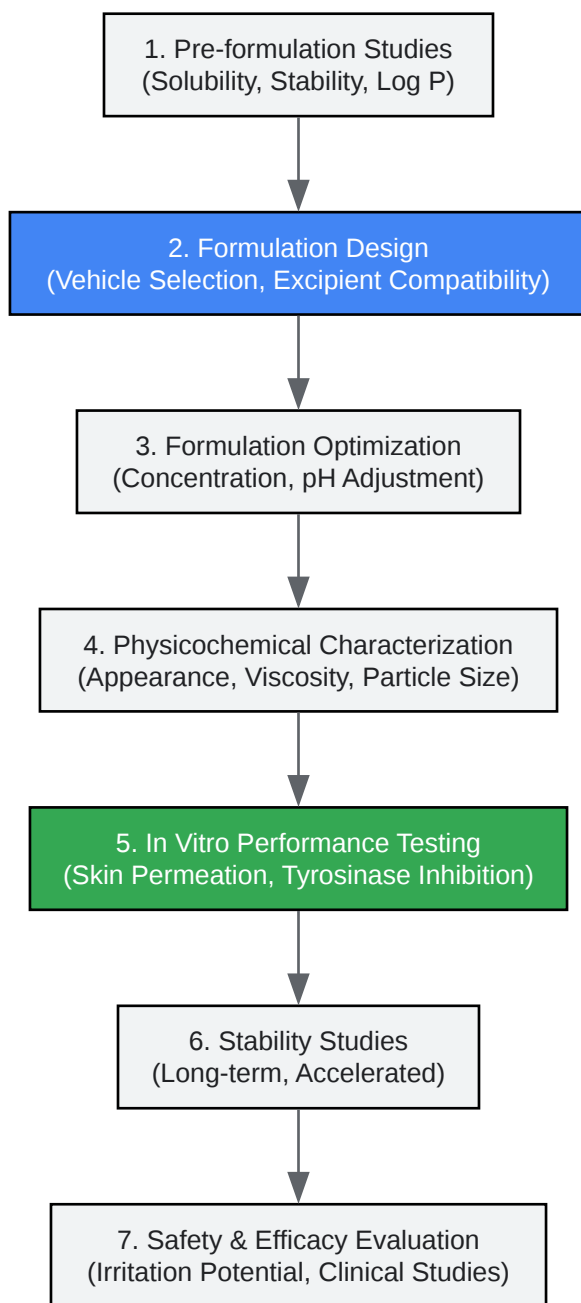 1. Pre-formulation Studies
(Solubility, Stability, Log P)
2. Formulation Design
(Vehicle Selection, Excipient Compatibility)
3. Formulation Optimization
(Concentration, pH Adjustment)
4. Physicochemical Characterization
(Appearance, Viscosity, Particle Size)
5. In Vitro Performance Testing
(Skin Permeation, Tyrosinase Inhibition)
6. Stability Studies
(Long-term, Accelerated)
7. Safety & Efficacy Evaluation
(Irritation Potential, Clinical Studies)